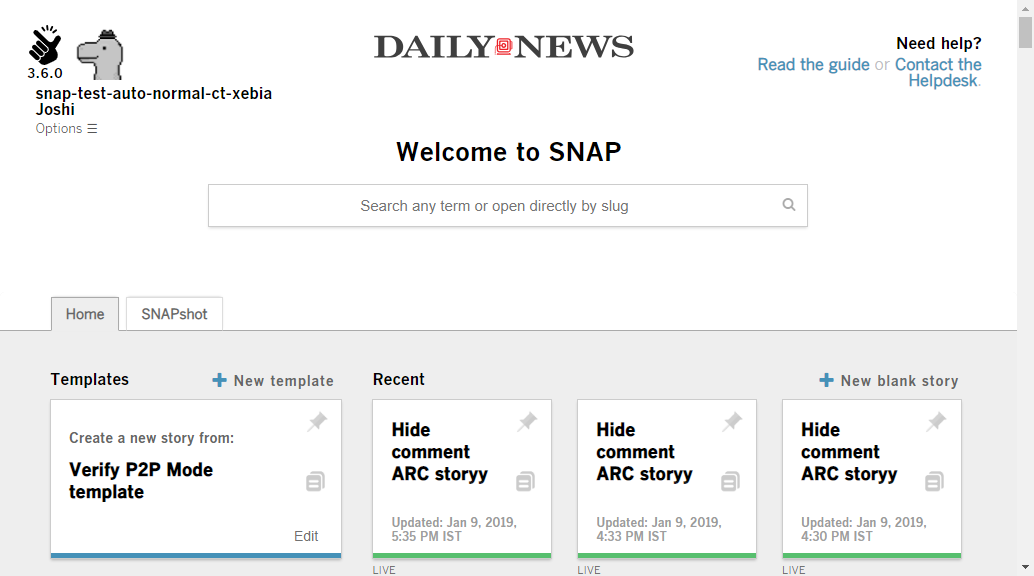 3.6.0
snap-test-auto-normal-ct-xebia
Joshi
Options ☰
DAILY NEWS
Need help?
Read the guide or Contact the
Helpdesk.
Welcome to SNAP
Search any term or open directly by slug
Home
SNAPshot
Templates
New template
Create a new story from:
Verify P2P Mode
template
Edit
Recent
New blank story
Hide
comment
ARC storyy
Updated: Jan 9, 2019,
5:35 PM IST
LIVE
Hide
comment
ARC storyy
Updated: Jan 9, 2019,
4:33 PM IST
LIVE
Hide
comment
ARC storyy
Updated: Jan 9, 2019,
4:30 PM IST
LIVE